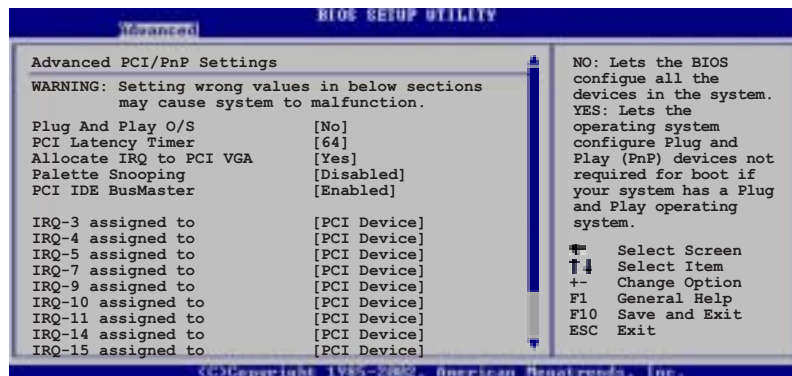 BIOS SETUP UTILITY
Advanced
Advanced PCI/PnP Settings
WARNING: Setting wrong values in below sections
may cause system to malfunction.
Plug And Play O/S [No]
PCI Latency Timer [64]
Allocate IRQ to PCI VGA [Yes]
Palette Snooping [Disabled]
PCI IDE BusMaster [Enabled]
IRQ-3 assigned to [PCI Device]
IRQ-4 assigned to [PCI Device]
IRQ-5 assigned to [PCI Device]
IRQ-7 assigned to [PCI Device]
IRQ-9 assigned to [PCI Device]
IRQ-10 assigned to [PCI Device]
IRQ-11 assigned to [PCI Device]
IRQ-14 assigned to [PCI Device]
IRQ-15 assigned to [PCI Device]
NO: Lets the BIOS
configue all the
devices in the system.
YES: Lets the
operating system
configure Plug and
Play (PnP) devices not
required for boot if
your system has a Plug
and Play operating
system.
Select Screen
Select Item
+- Change Option
F1 General Help
F10 Save and Exit
ESC Exit
(C)Copyright 1985-2002, American Megatrends, Inc.